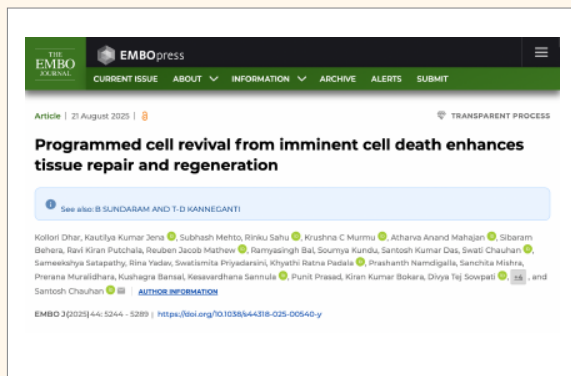 THE
EMBO
JOURNAL
EMBOpress
CURRENT ISSUE ABOUT INFORMATION ARCHIVE ALERTS SUBMIT
Article | 21 August 2025 |
TRANSPARENT PROCESS
Programmed cell revival from imminent cell death enhances
tissue repair and regeneration
See also: B SUNDARAM AND T-D KANNEGANTI
Kollori Dhar, Kautilya Kumar Jena, Subhash Mehto, Rinku Sahu, Krushna C Murmu, Atharva Anand Mahajan, Sibaram
Behera, Ravi Kiran Putchala, Reuben Jacob Mathew, Ramyasingh Bal, Soumya Kundu, Santosh Kumar Das, Swati Chauhan,
Sameekshya Satapathy, Rina Yadav, Swatismita Priyadarsini, Khyathi Ratna Padala, Prashanth Namdigalla, Sanchita Mishra,
Prerana Muralidhara, Kushagra Bansal, Kesavardhana Sannula, Punit Prasad, Kiran Kumar Bokara, Divya Tej Sowpati, +4, and
Santosh Chauhan | AUTHOR INFORMATION
EMBO J (2025) 44: 5244 - 5289 | https://doi.org/10.1038/s44318-025-00540-y